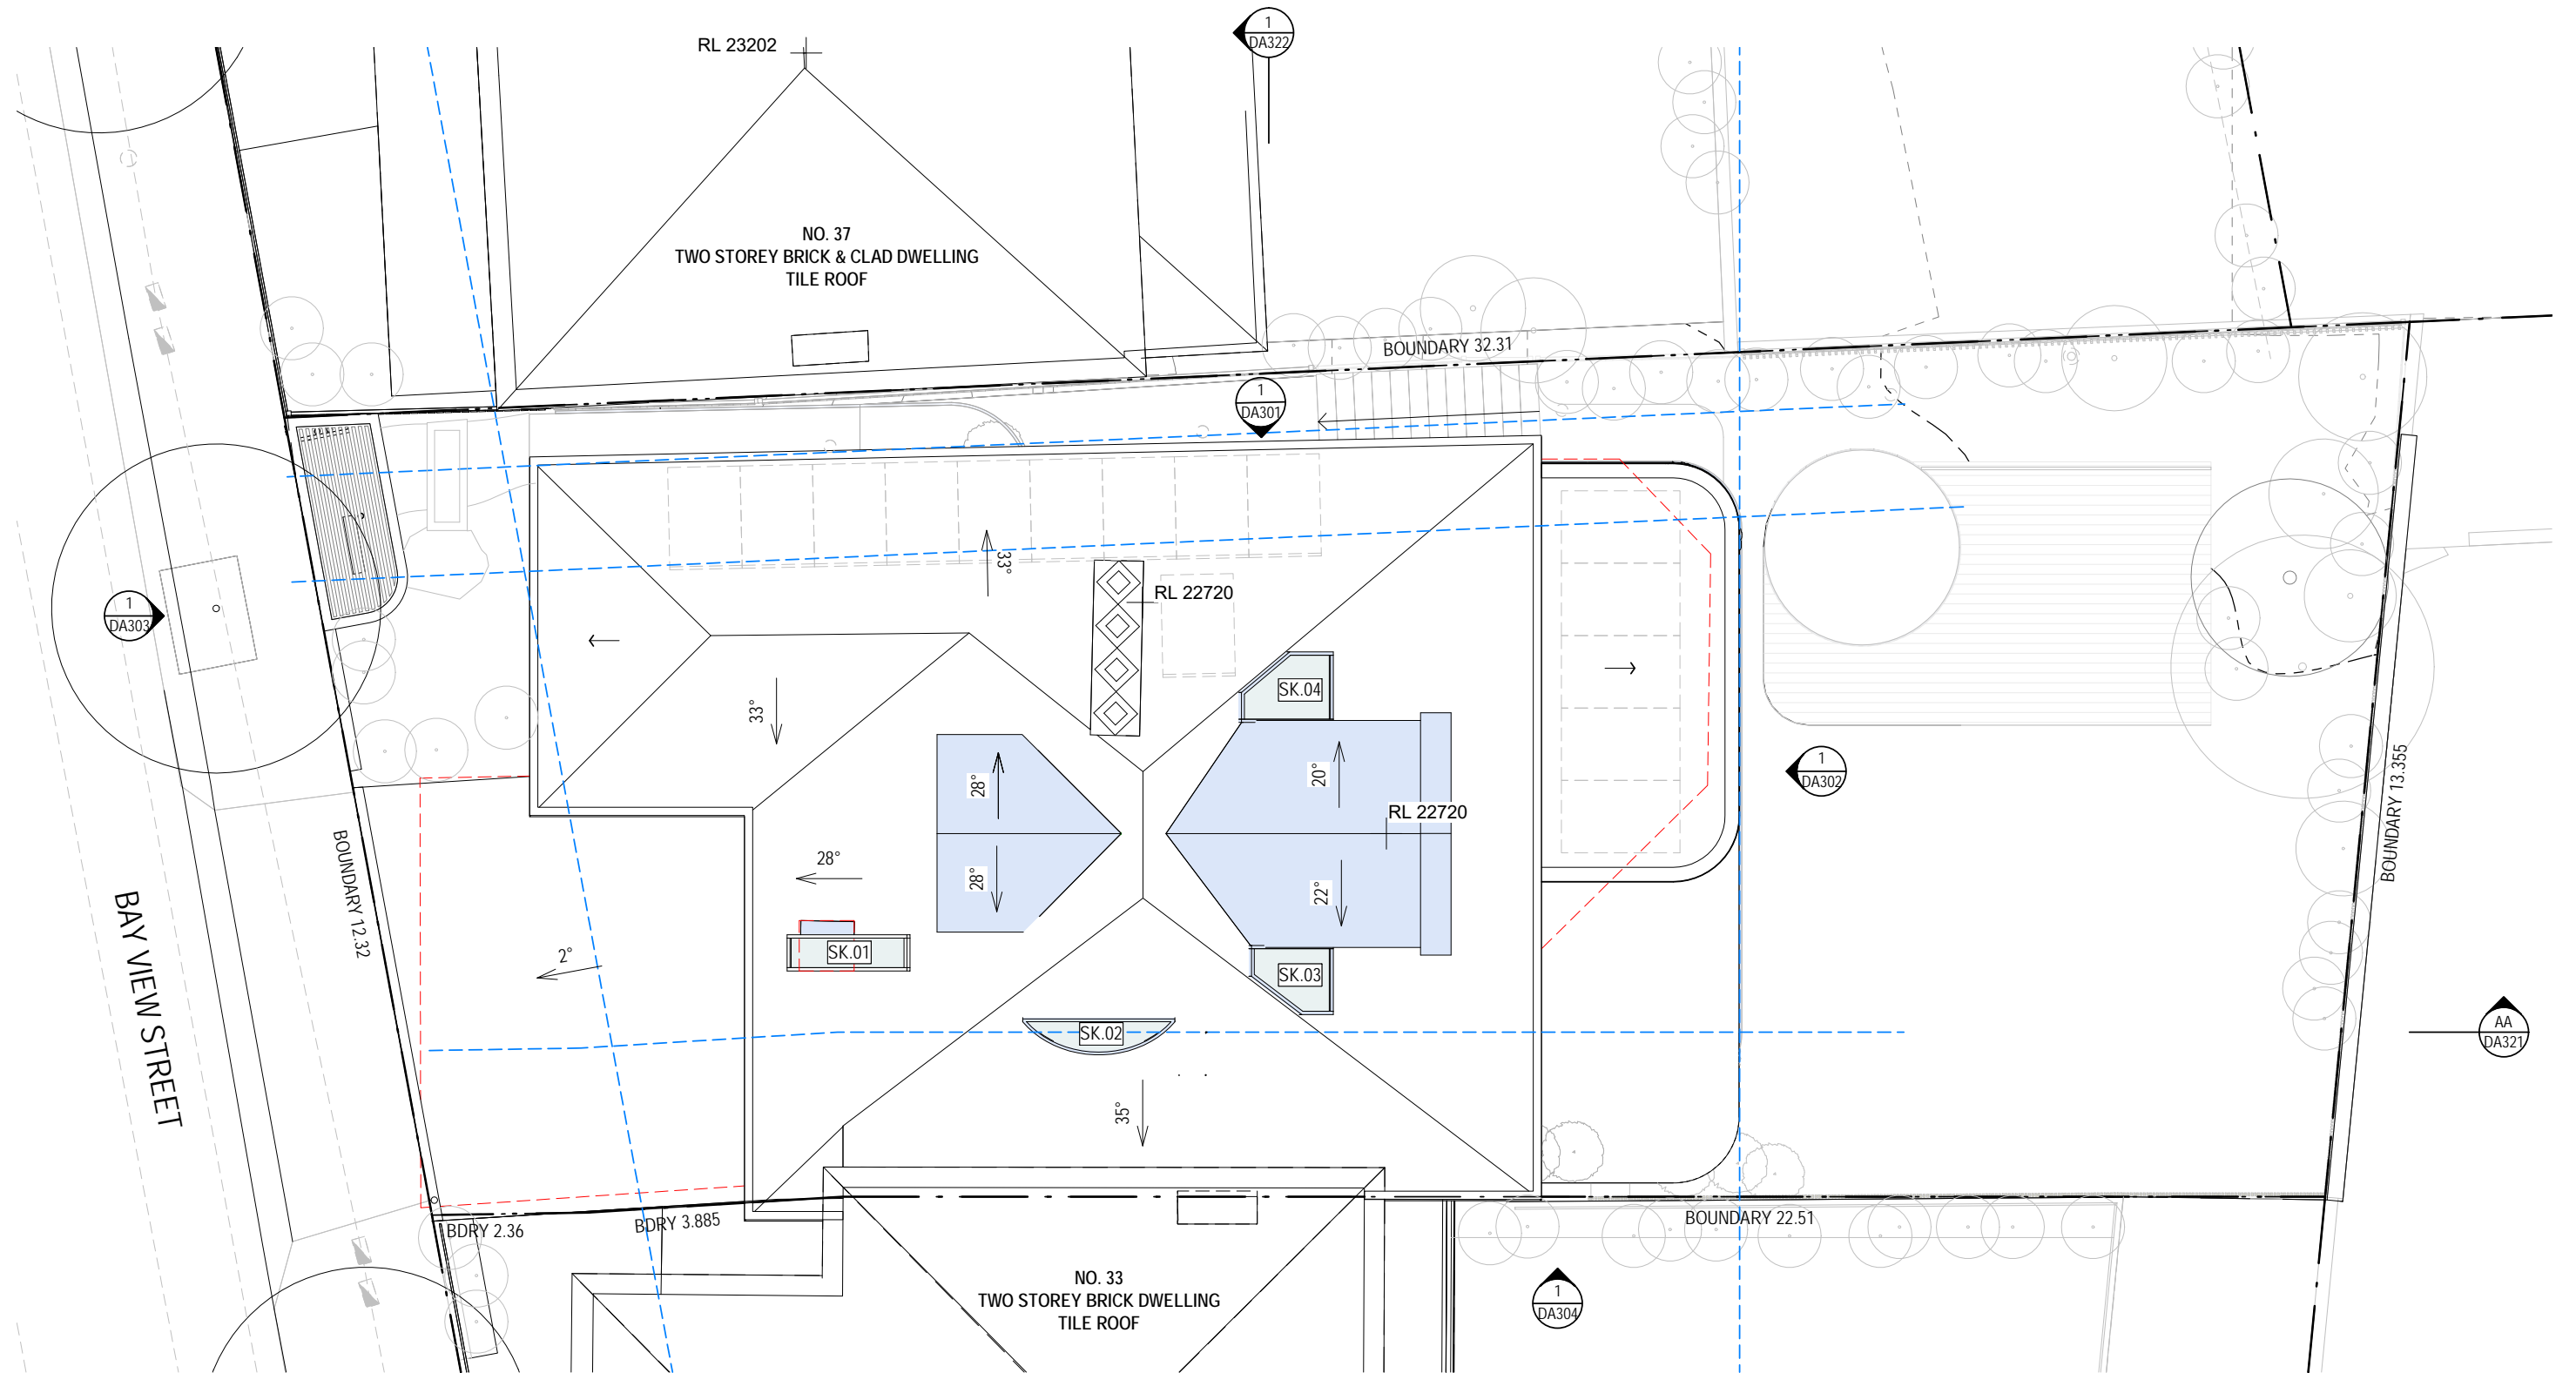 1
DA322
RL 23202
NO. 37
TWO STOREY BRICK & CLAD DWELLING
TILE ROOF
BOUNDARY 32.31
1
DA301
33°
RL 22720
1
DA303
SK.04
33°
28°
20°
1
DA302
RL 22720
BOUNDARY 13.355
BOUNDARY 12.32
28°
28°
22°
BAY VIEW STREET
2°
SK.01
SK.03
SK.02
AA
DA321
35°
BDRY 2.36
BDRY 3.885
BOUNDARY 22.51
NO. 33
TWO STOREY BRICK DWELLING
TILE ROOF
1
DA304